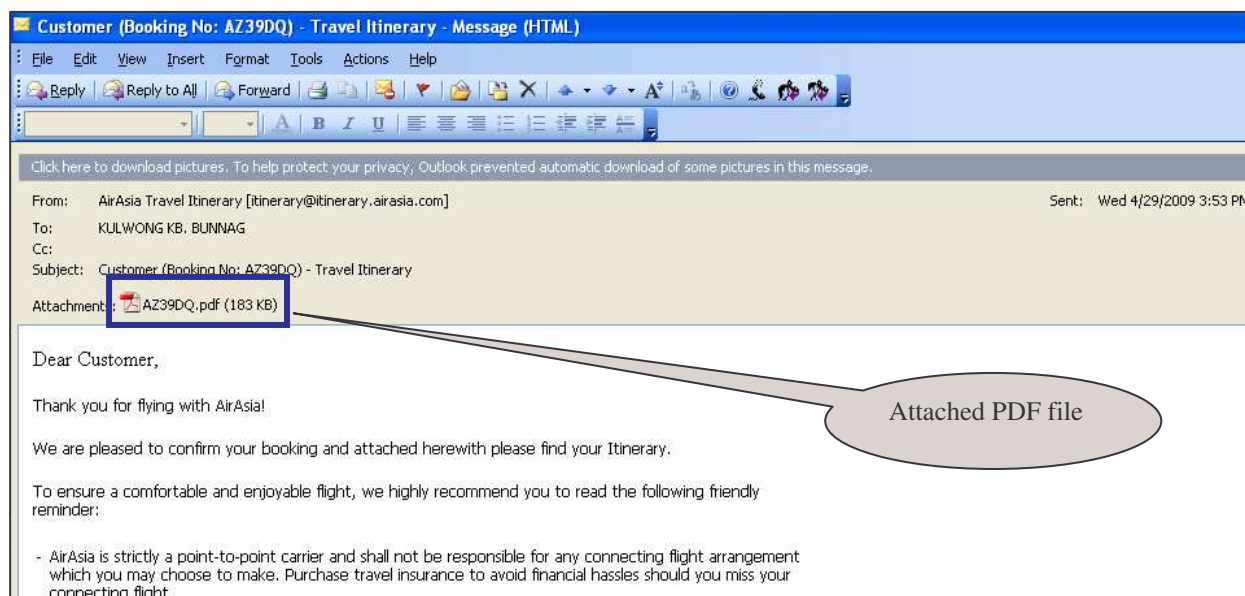 Customer (Booking No: AZ39DQ) - Travel Itinerary - Message (HTML)
File Edit View Insert Format Tools Actions Help
Reply Reply to All Forward
A B I U
Click here to download pictures. To help protect your privacy, Outlook prevented automatic download of some pictures in this message.
From: AirAsia Travel Itinerary [itinerary@itinerary.airasia.com] Sent: Wed 4/29/2009 3:53 PM
To: KULWONG KB. BUNNAG
Cc:
Subject: Customer (Booking No: AZ39DQ) - Travel Itinerary
Attachments: AZ39DQ.pdf (183 KB)
Dear Customer,
Thank you for flying with AirAsia!
Attached PDF file
We are pleased to confirm your booking and attached herewith please find your Itinerary.
To ensure a comfortable and enjoyable flight, we highly recommend you to read the following friendly
reminder:
- AirAsia is strictly a point-to-point carrier and shall not be responsible for any connecting flight arrangement
which you may choose to make. Purchase travel insurance to avoid financial hassles should you miss your
connecting flight.